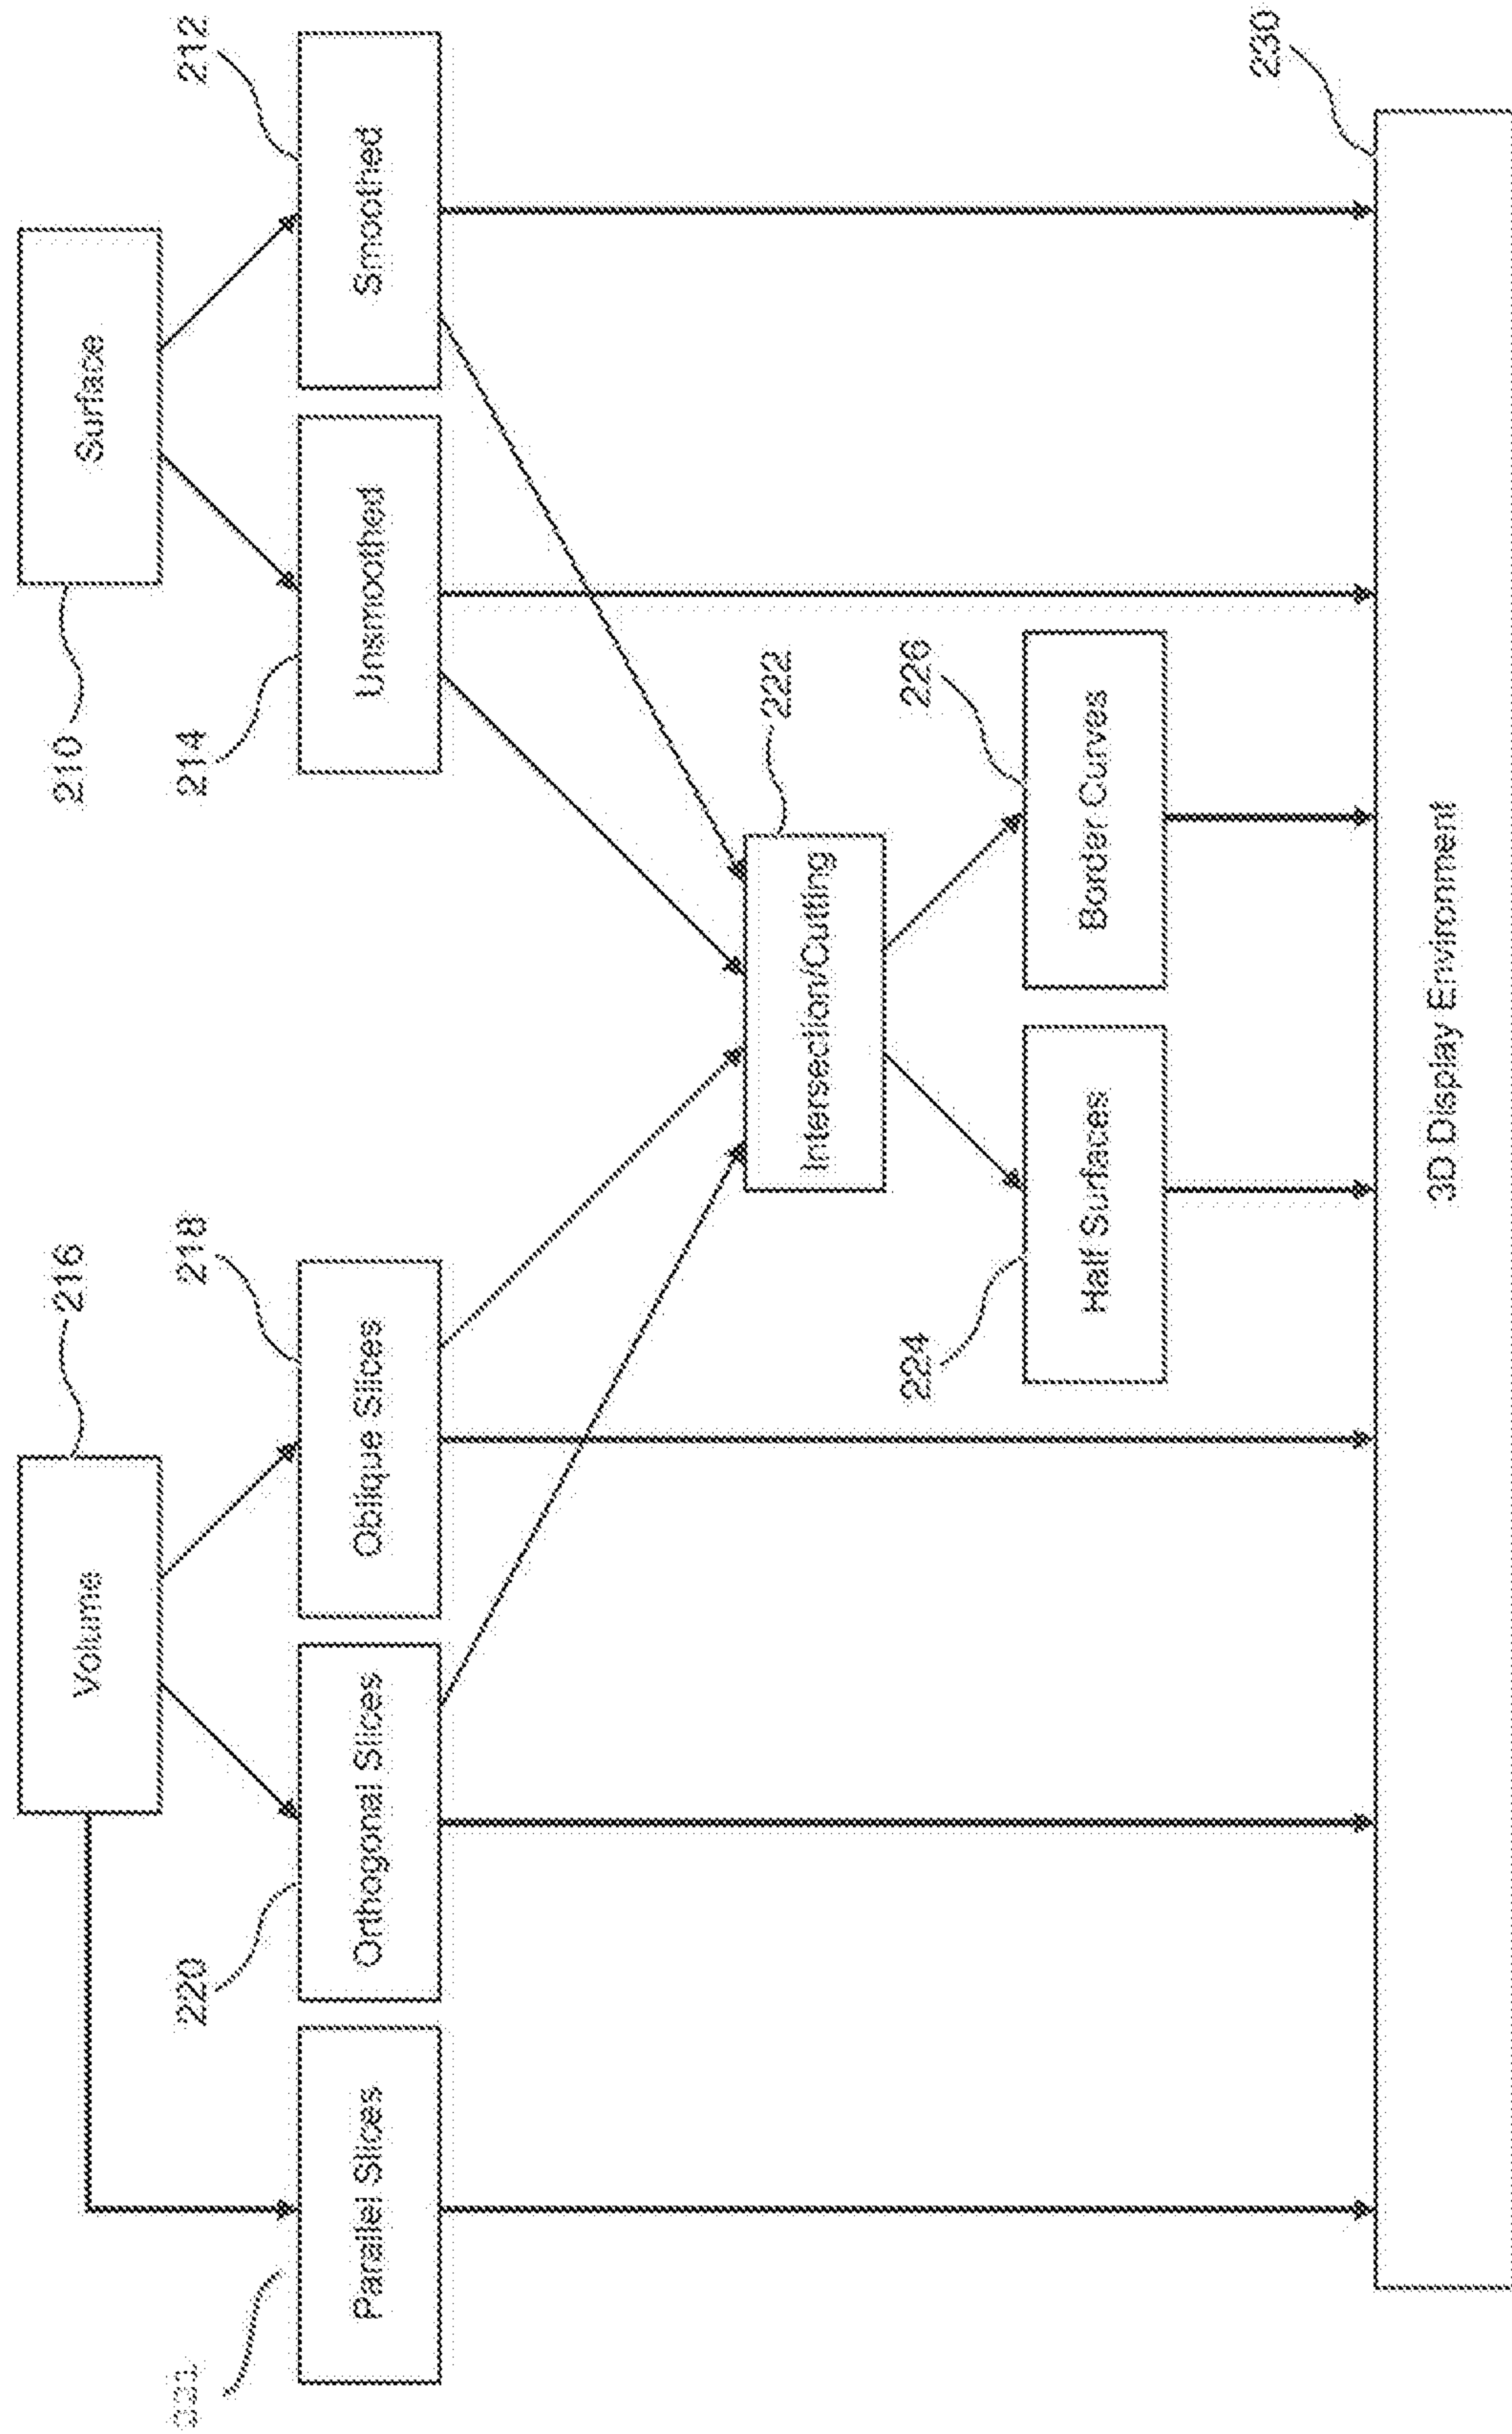 216
Volume
210
Surface
220
218
214
212
Parallel Slices
Orthogonal Slices
Oblique Slices
Unsmoothed
Smoothed
222
Intersection/Cutting
224
226
Half Surfaces
Border Curves
230
3D Display Environment